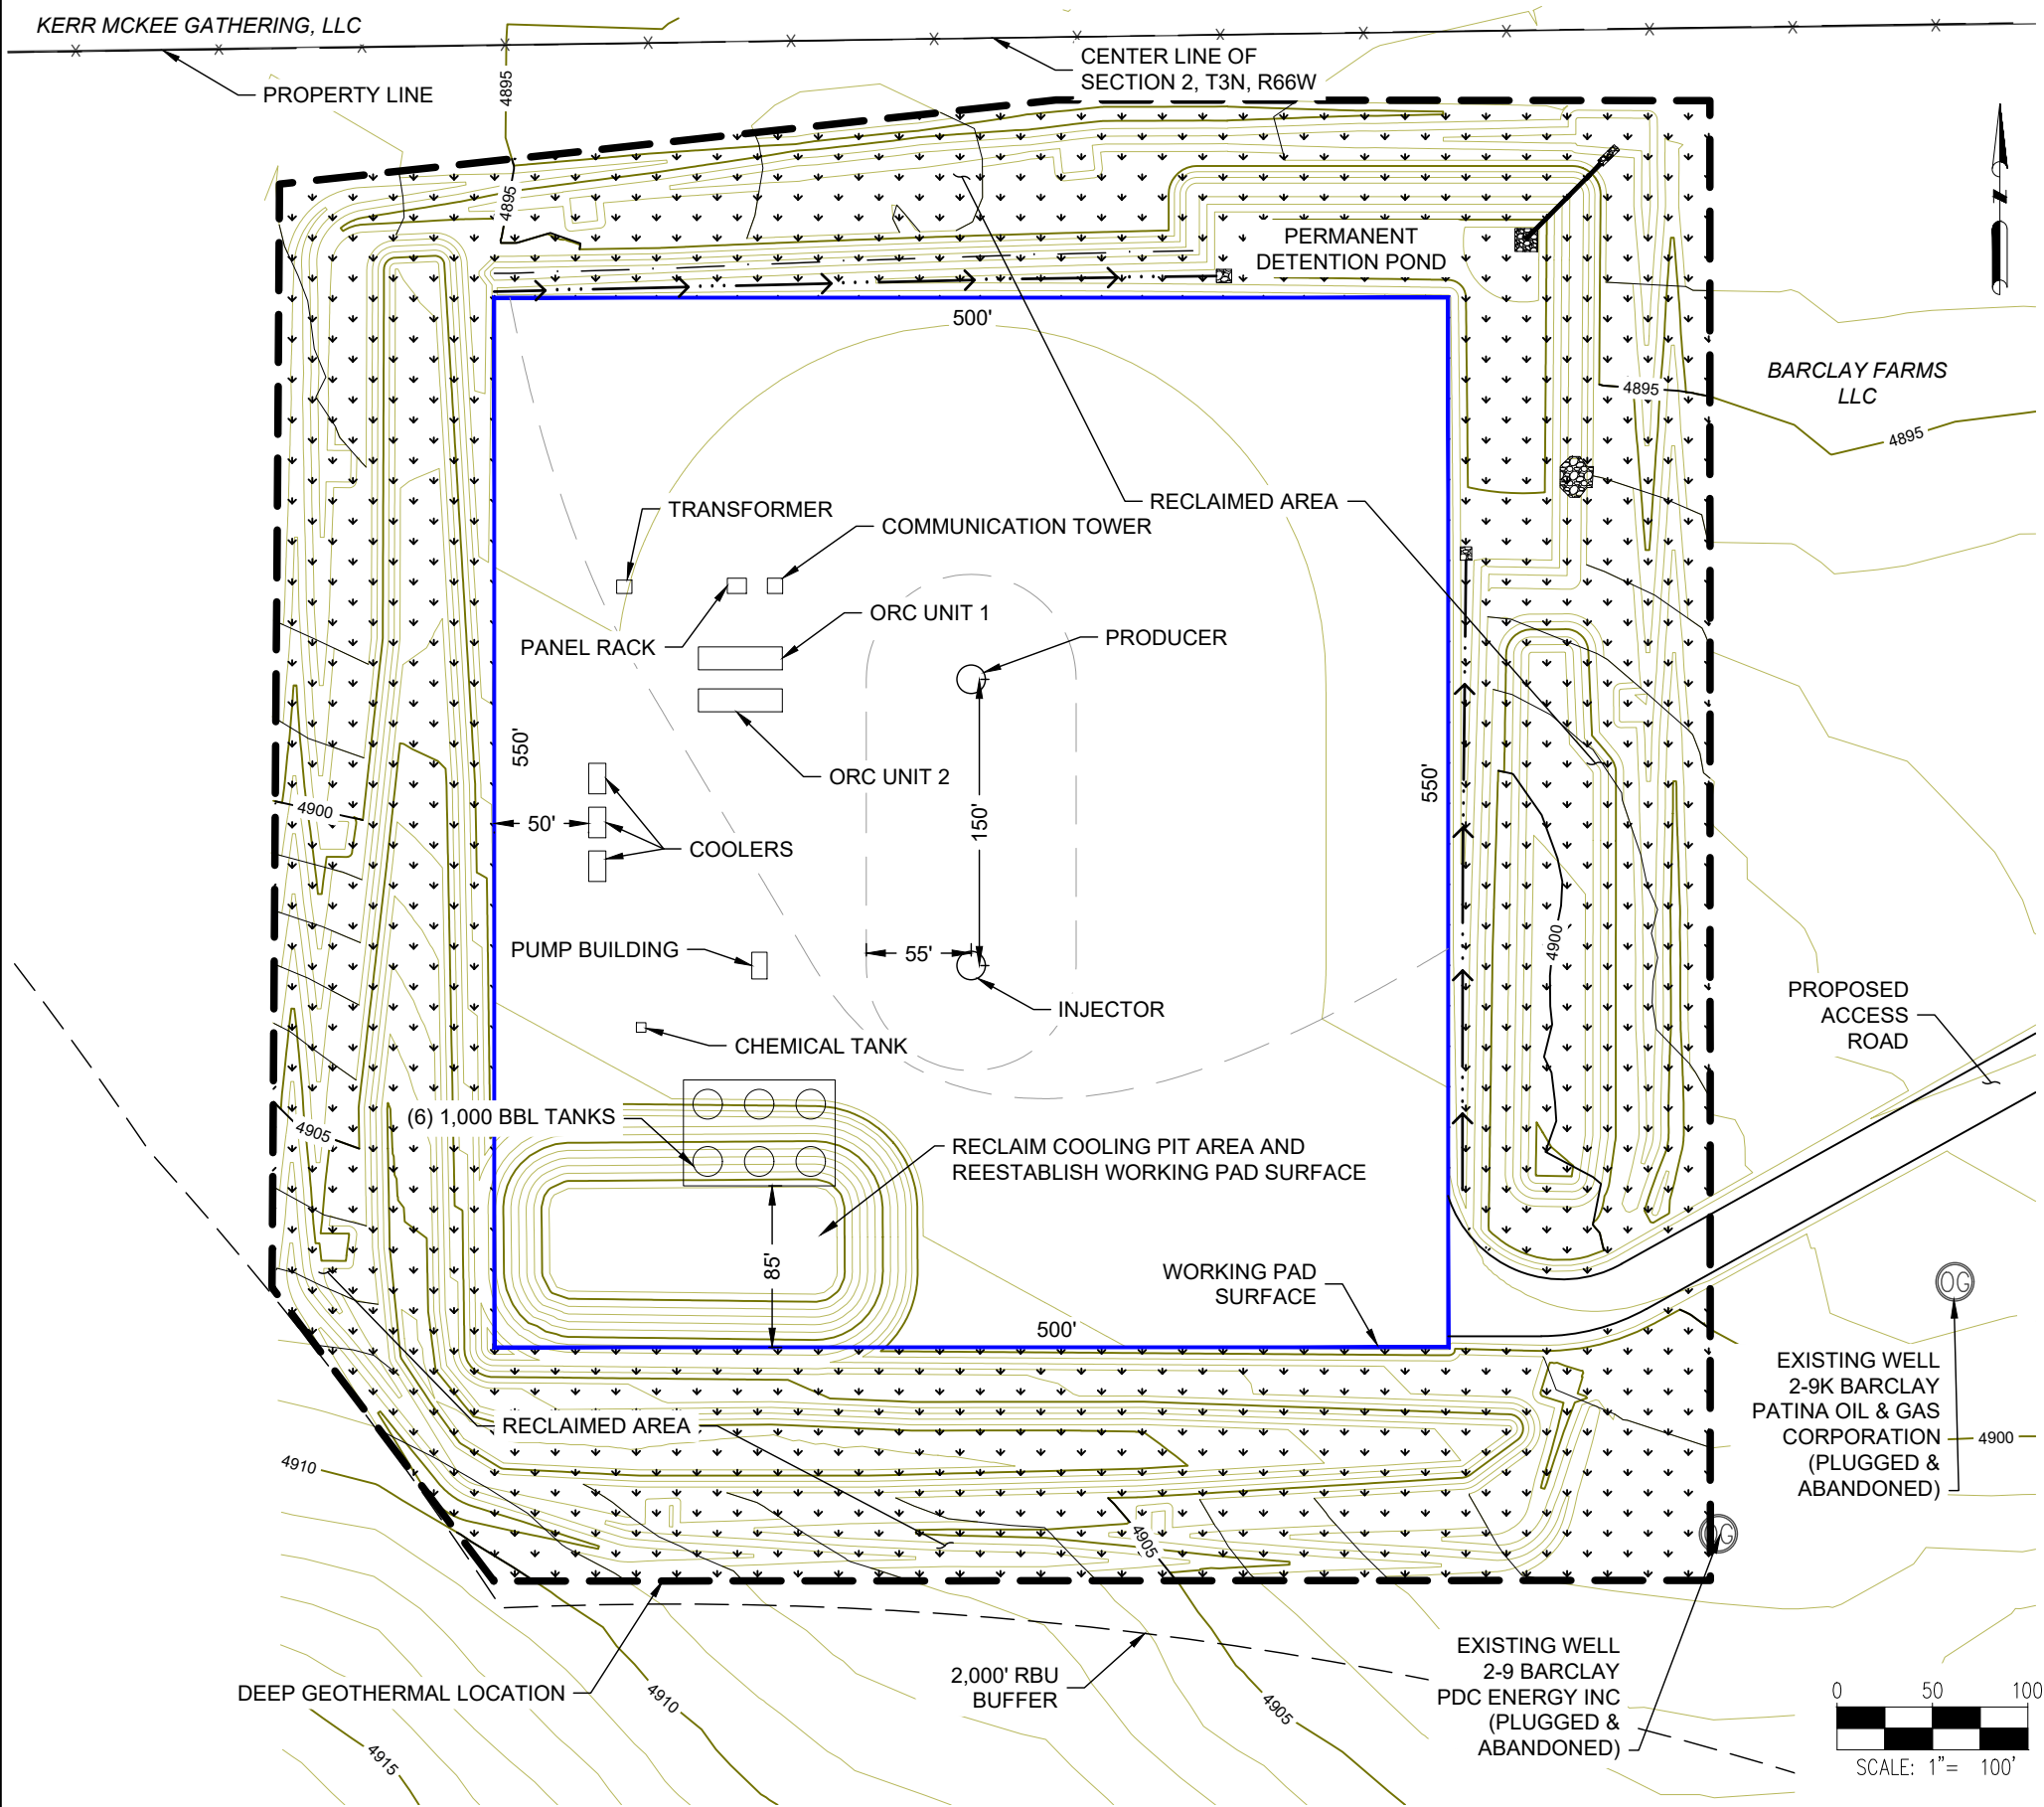 KERR MCKEE GATHERING, LLC
PROPERTY LINE
4895
CENTER LINE OF
SECTION 2, T3N, R66W
4895
N
PERMANENT
DETENTION POND
500'
BARCLAY FARMS
LLC
4895
4895
TRANSFORMER
RECLAIMED AREA
COMMUNICATION TOWER
ORC UNIT 1
PANEL RACK
PRODUCER
550'
ORC UNIT 2
550'
4900
50'
150'
COOLERS
PUMP BUILDING
55'
4900
INJECTOR
PROPOSED
ACCESS
ROAD
CHEMICAL TANK
(6) 1,000 BBL TANKS
4905
RECLAIM COOLING PIT AREA AND
REESTABLISH WORKING PAD SURFACE
85'
WORKING PAD
SURFACE
OG
500'
EXISTING WELL
2-9K BARCLAY
PATINA OIL & GAS
CORPORATION
(PLUGGED &
ABANDONED)
4900
RECLAIMED AREA
4910
4905
OG
DEEP GEOTHERMAL LOCATION
4910
2,000' RBU
BUFFER
4905
EXISTING WELL
2-9 BARCLAY
PDC ENERGY INC
(PLUGGED &
ABANDONED)
4915
0 50 100
SCALE: 1"= 100'